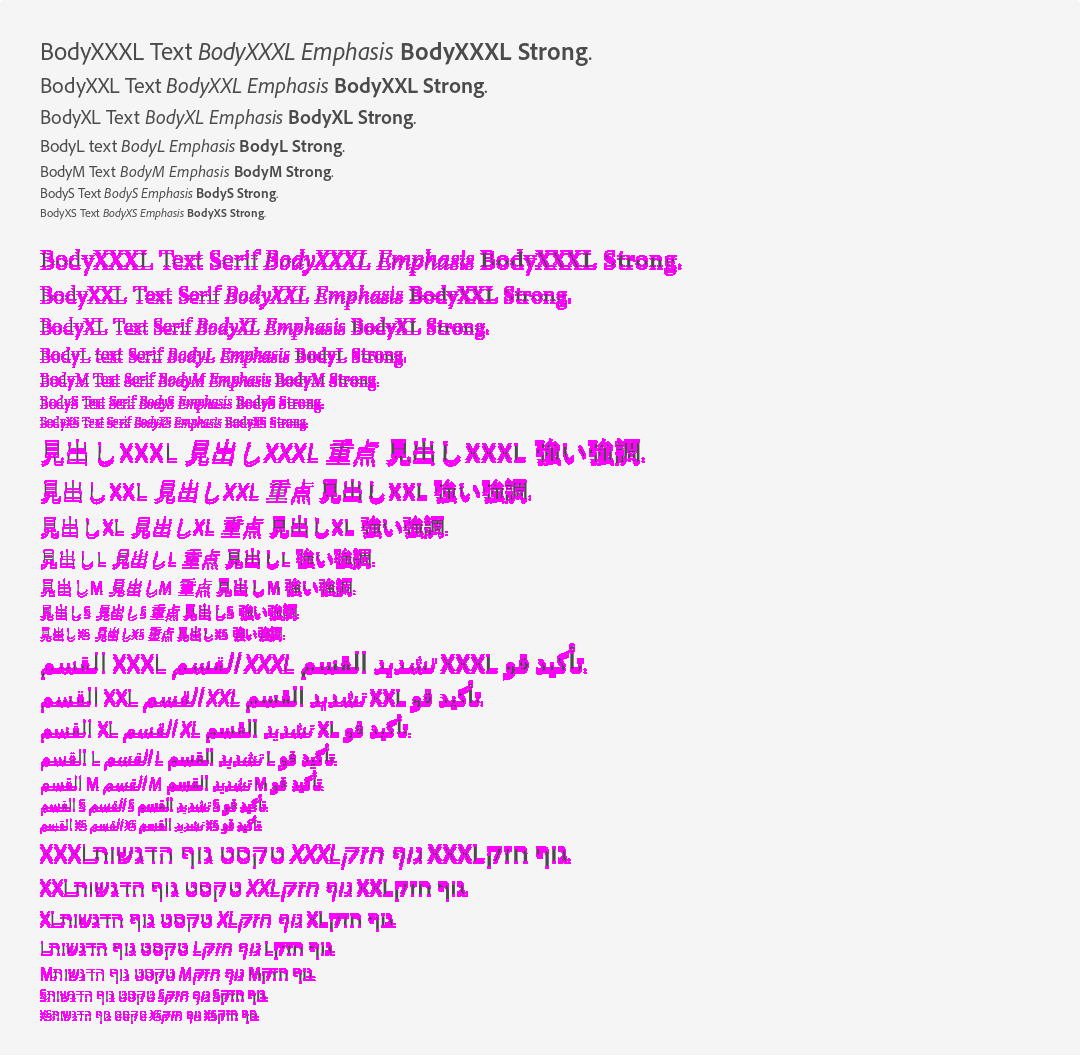 BodyXXXL Text BodyXXXL Emphasis BodyXXXL Strong.
BodyXXL Text BodyXXL Emphasis BodyXXL Strong.
BodyXL Text BodyXL Emphasis BodyXL Strong.
BodyL text BodyL Emphasis BodyL Strong.
BodyM Text BodyM Emphasis BodyM Strong.
BodyS Text BodyS Emphasis BodyS Strong.
BodyXS Text BodyXS Emphasis BodyXS Strong.
BodyXXXL Text Serif BodyXXXL Emphasis BodyXXXL Strong.
BodyXXL Text Serif BodyXXL Emphasis BodyXXL Strong.
BodyXL Text Serif BodyXL Emphasis BodyXL Strong.
BodyL text Serif BodyL Emphasis BodyL Strong.
BodyM Text Serif BodyM Emphasis BodyM Strong.
BodyS Text Serif BodyS Emphasis BodyS Strong.
BodyXS Text Serif BodyXS Emphasis BodyXS Strong.
見出しXXXL 見出しXXXL 重点 見出しXXXL 強い強調.
見出しXXL 見出しXXL 重点 見出しXXL 強い強調.
見出しXL 見出しXL 重点 見出しXL 強い強調.
見出しL 見出しL 重点 見出しL 強い強調.
見出しM 見出しM 重点 見出しM 強い強調.
見出しS 見出しS 重点 見出しS 強い強調.
見出しXS 見出しXS 重点 見出しXS 強い強調.
القسم XXXL القسم XXXL تشديد القسم XXXL تأكيد قو.
القسم XXL القسم XXL تشديد القسم XXL تأكيد قو.
القسم XL القسم XL تشديد القسم XL تأكيد قو.
القسم L القسم L تشديد القسم L تأكيد قو.
القسم M القسم M تشديد القسم M تأكيد قو.
القسم S القسم S تشديد القسم S تأكيد قو.
القسم XS القسم XS تشديد القسم XS تأكيد قو.
XXXLטקסט גוף הדגשות XXXLגוף חזק XXXLגוף חזק.
XXLטקסט גוף הדגשות XXLגוף חזק XXLגוף חזק.
XLטקסט גוף הדגשות XLגוף חזק XLגוף חזק.
Lטקסט גוף הדגשות Lגוף חזק Lגוף חזק.
Mטקסט גוף הדגשות Mגוף חזק Mגוף חזק.
Sטקסט גוף הדגשות Sגוף חזק Sגוף חזק.
XSטקסט גוף הדגשות XSגוף חזק XSגוף חזק.